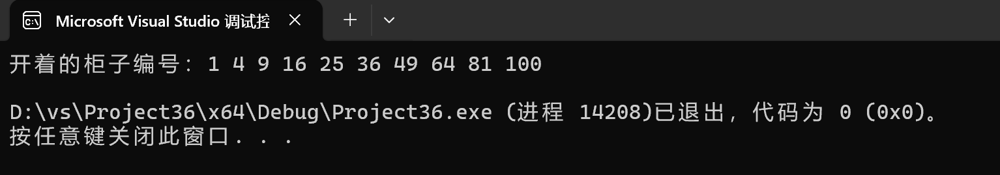 Microsoft Visual Studio 调试控
开着的柜子编号：1 4 9 16 25 36 49 64 81 100
D:\vs\Project36\x64\Debug\Project36.exe (进程 14208)已退出，代码为 0 (0x0)。
按任意键关闭此窗口. . .